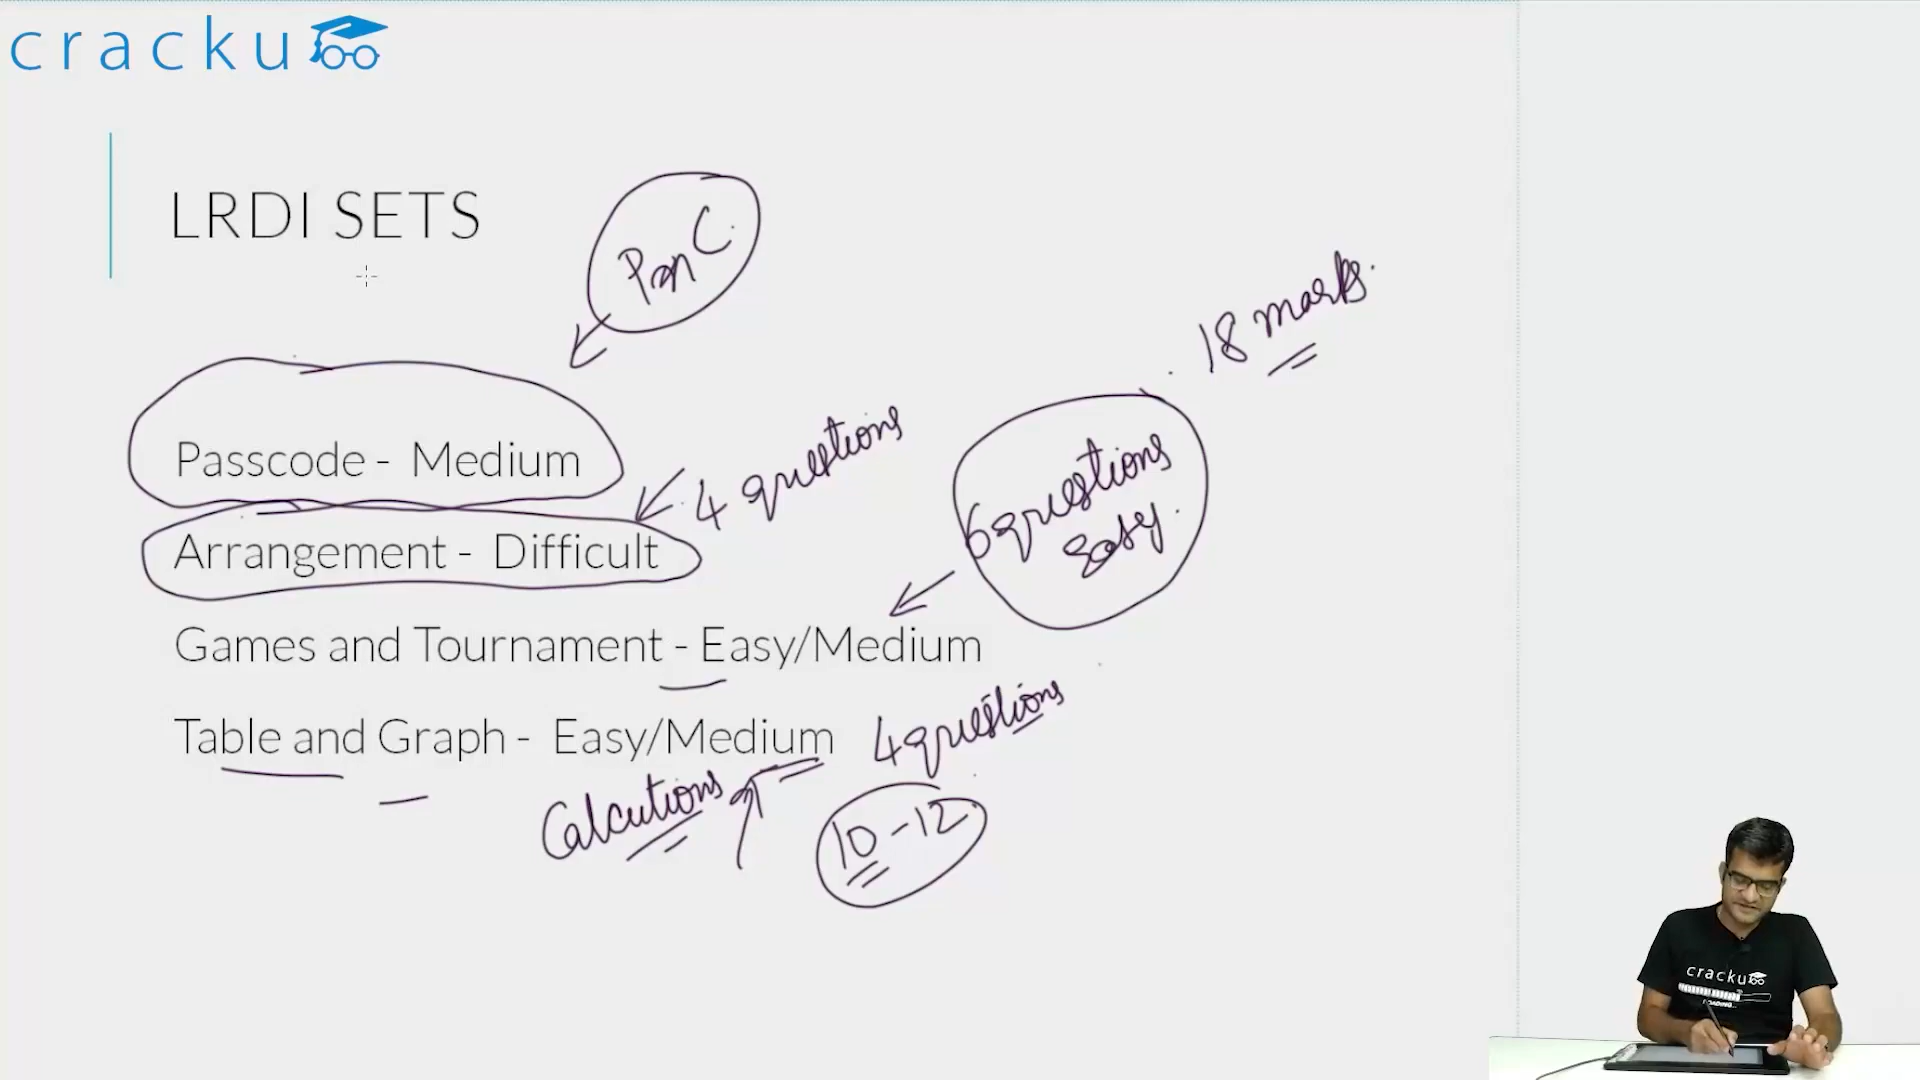 cracku
LRDI SETS
PnC
18 marks.
Passcode - Medium
4 questions
6 questions
easy.
Arrangement - Difficult
Games and Tournament - Easy/Medium
Table and Graph - Easy/Medium
4 questions
Calcutions
10-12
cracku
LOADING...